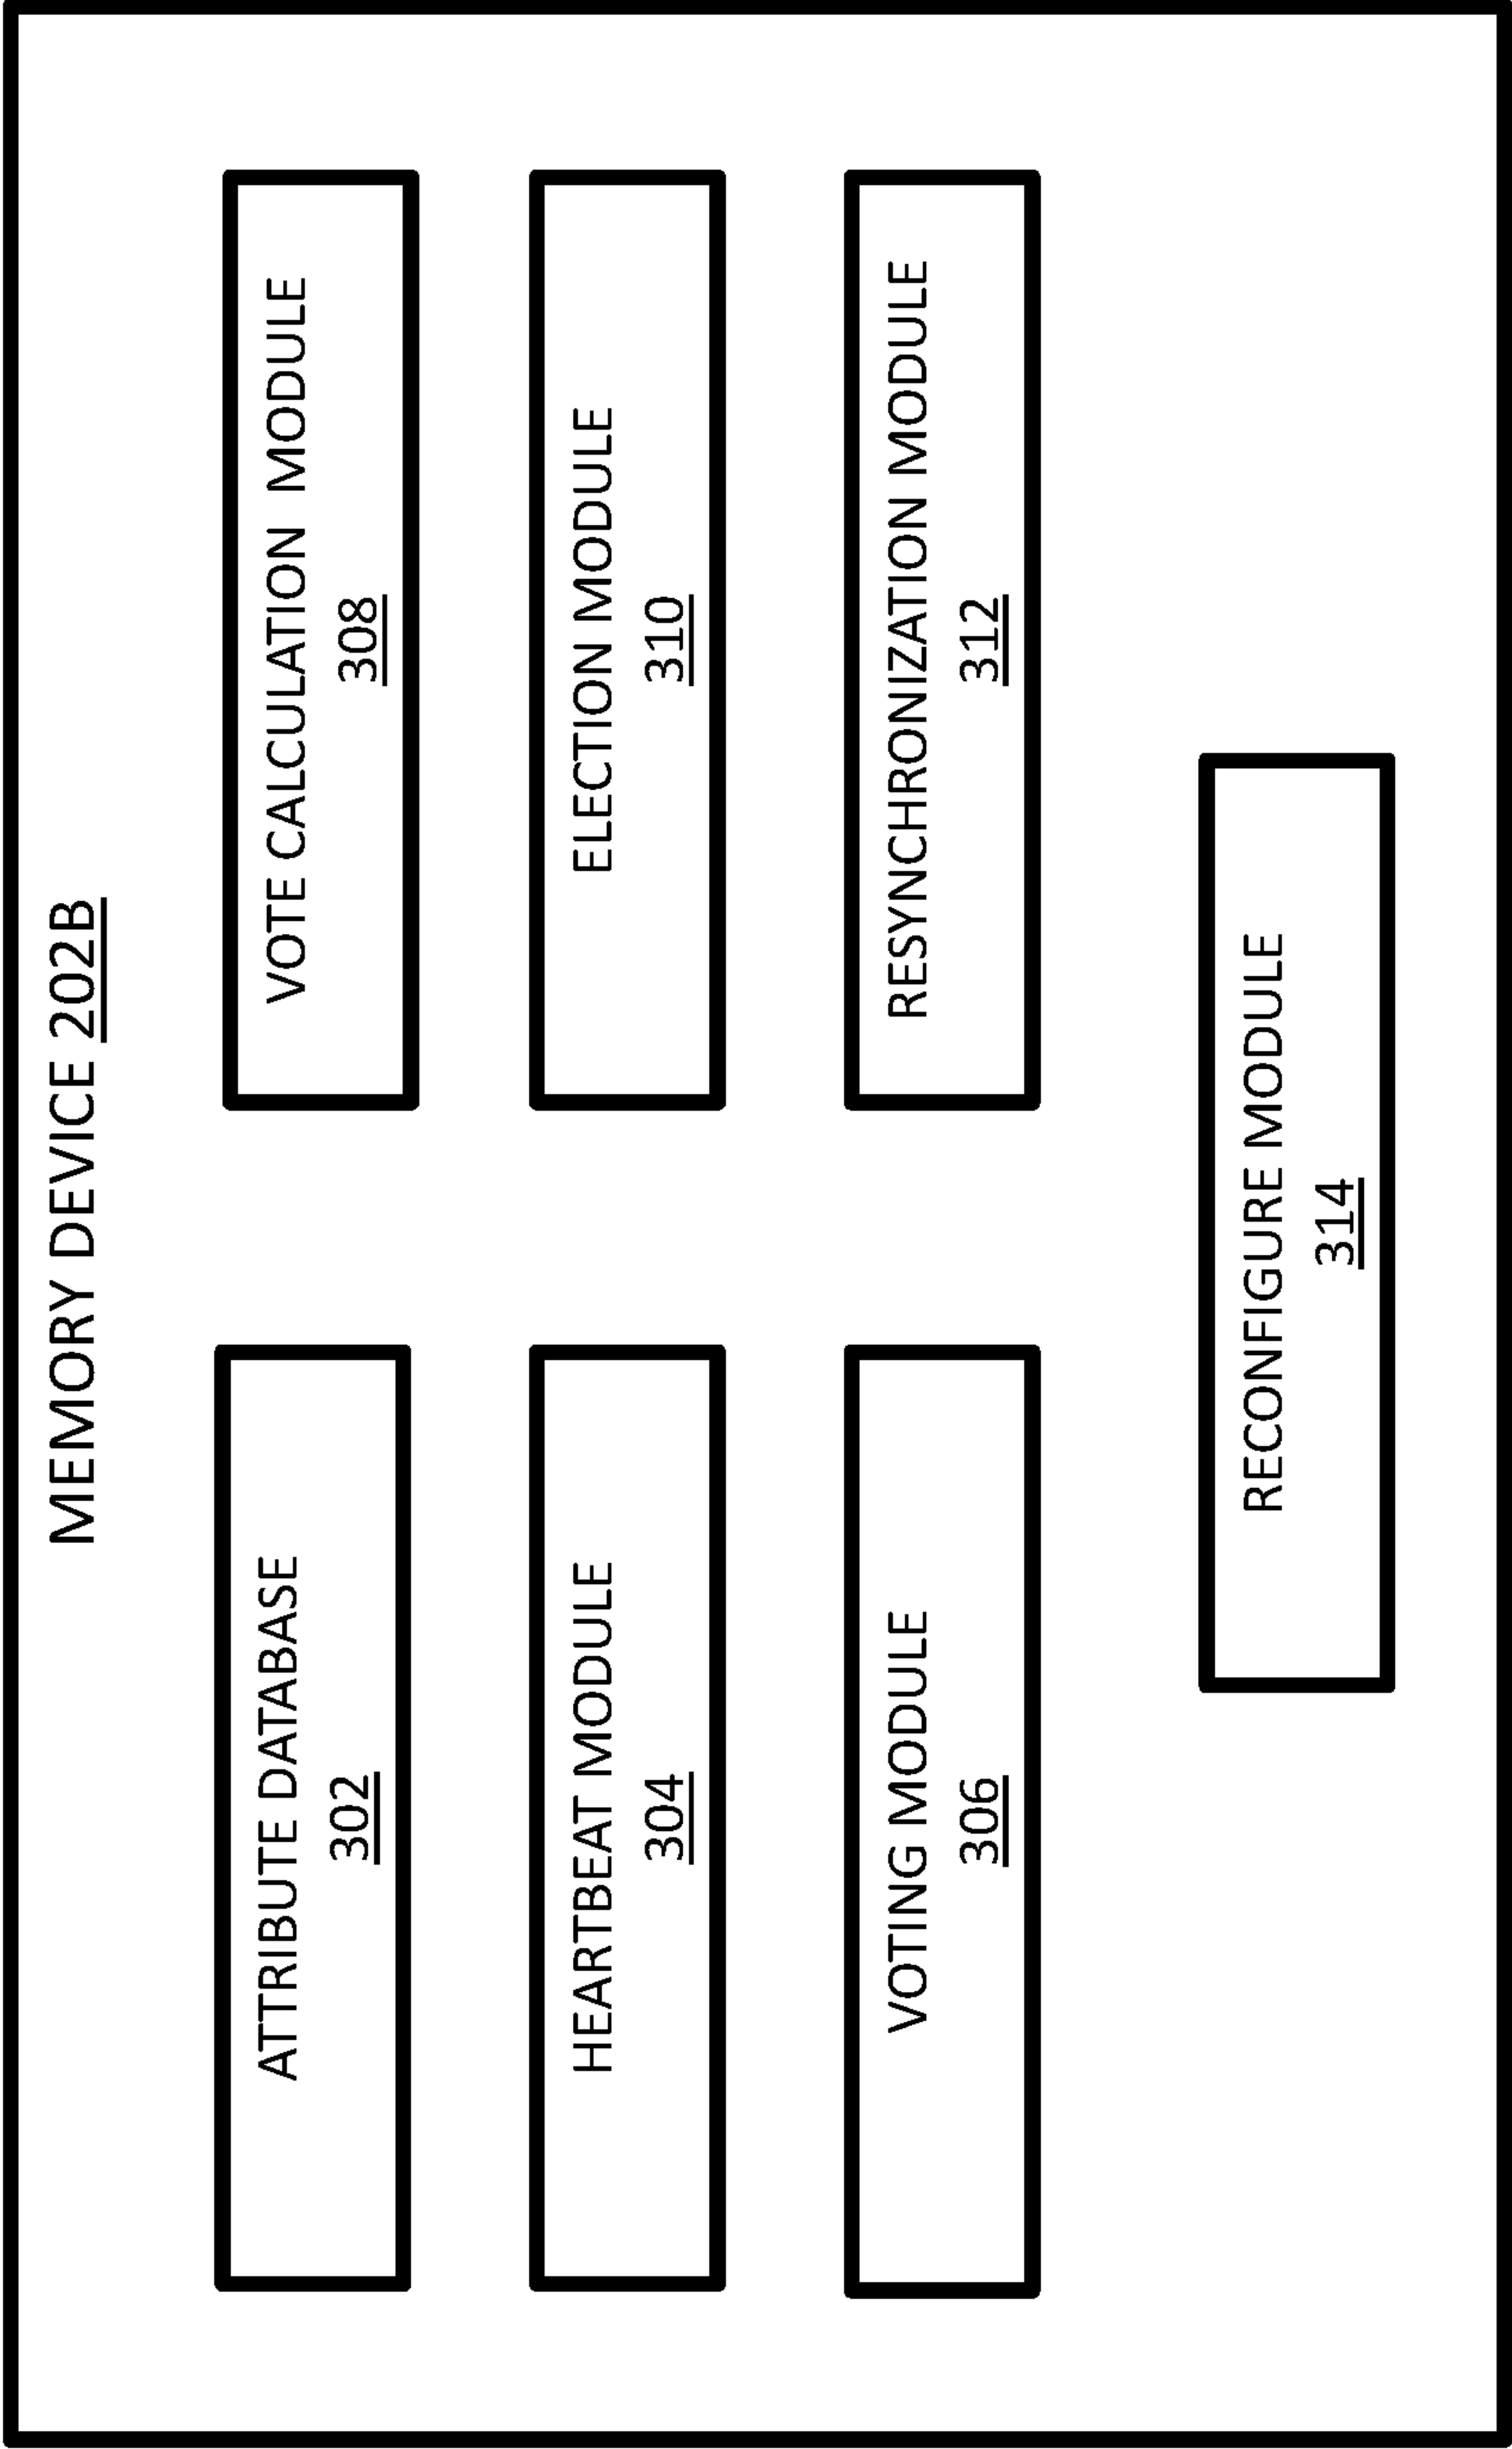 MEMORY DEVICE 202B
ATTRIBUTE DATABASE
302
HEARTBEAT MODULE
304
VOTING MODULE
306
VOTE CALCULATION MODULE
308
ELECTION MODULE
310
RESYNCHRONIZATION MODULE
312
RECONFIGURE MODULE
314